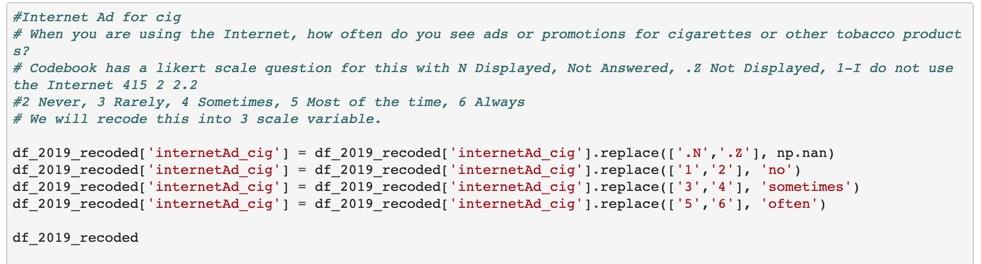 #Internet Ad for cig
# When you are using the Internet, how often do you see ads or promotions for cigarettes or other tobacco product
s?
# Codebook has a likert scale question for this with N Displayed, Not Answered, .Z Not Displayed, 1-I do not use
the Internet 415 2 2.2
#2 Never, 3 Rarely, 4 Sometimes, 5 Most of the time, 6 Always
# We will recode this into 3 scale variable.
df_2019_recoded['internetAd_cig'] = df_2019_recoded['internetAd_cig'].replace(['.N','.Z'], np.nan)
df_2019_recoded['internetAd_cig'] = df_2019_recoded['internetAd_cig'].replace(['1','2'], 'no')
df_2019_recoded['internetAd_cig'] = df_2019_recoded['internetAd_cig'].replace(['3','4'], 'sometimes')
df_2019_recoded['internetAd_cig'] = df_2019_recoded['internetAd_cig'].replace(['5','6'], 'often')
df_2019_recoded